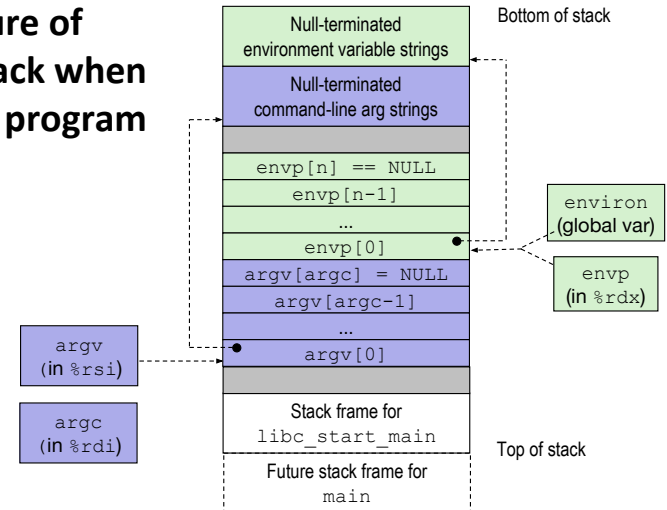 ure of
ack when
program
Bottom of stack
Null-terminated
environment variable strings
Null-terminated
command-line arg strings
envp[n] == NULL
envp[n-1]
...
envp[0]
environ
(global var)
envp
(in %rdx)
argv[argc] = NULL
argv[argc-1]
...
argv[0]
argv
(in %rsi)
argc
(in %rdi)
Stack frame for
libc_start_main
Top of stack
Future stack frame for
main